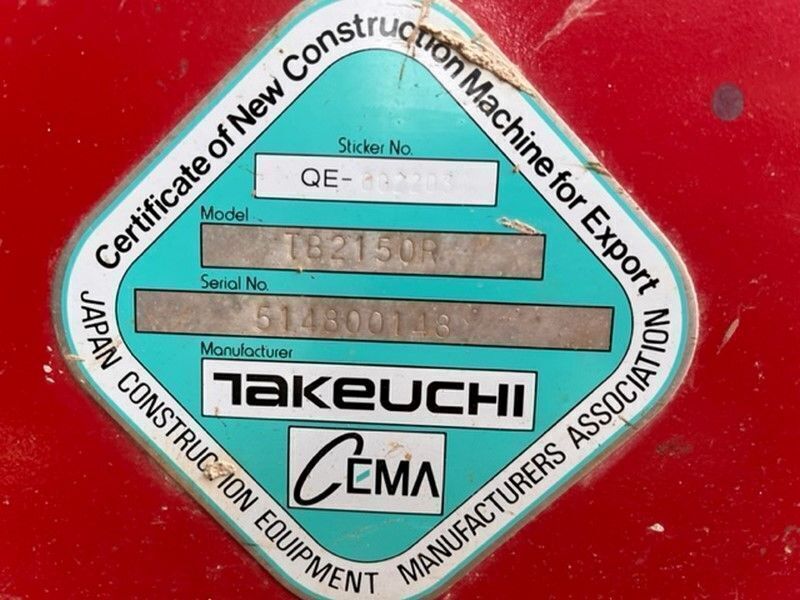 Certificate of New Construction Machine for Export
Sticker No.
QE-002203
Model
TB2150R
Serial No.
514800148
Manufacturer
TAKEUCHI
CEMA
JAPAN CONSTRUCTION EQUIPMENT MANUFACTURERS ASSOCIATION